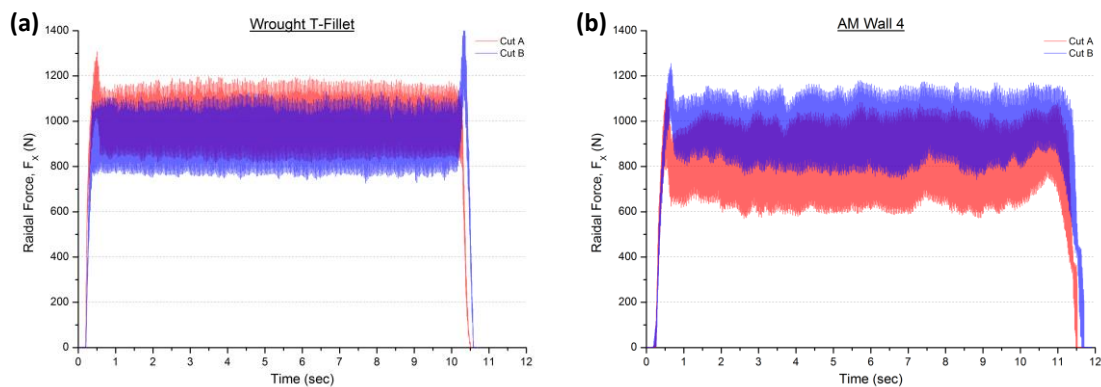 (a)
Wrought T-Fillet
Cut A
Cut B
1400
1200
1000
800
600
400
200
0
Raidal Force, Fx (N)
0 1 2 3 4 5 6 7 8 9 10 11 12
Time (sec)
(b)
AM Wall 4
Cut A
Cut B
1400
1200
1000
800
600
400
200
0
Raidal Force, Fx (N)
0 1 2 3 4 5 6 7 8 9 10 11 12
Time (sec)